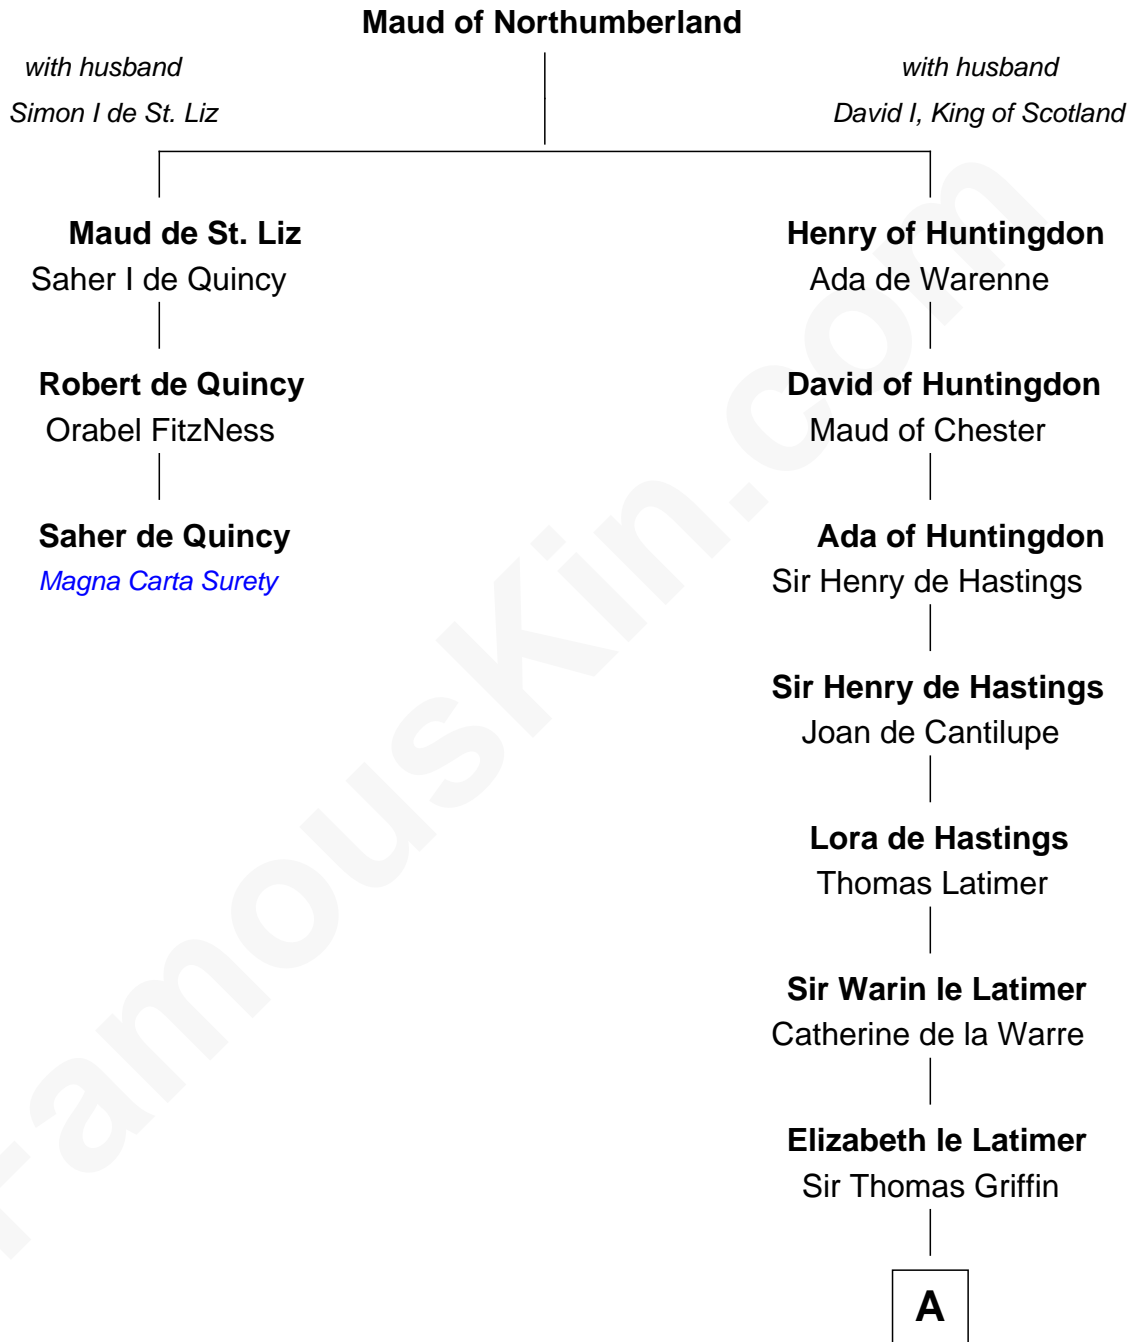 Maud of Northumberland
with husband
Simon I de St. Liz
with husband
David I, King of Scotland
Maud de St. Liz
Saher I de Quincy
Robert de Quincy
Orabel FitzNess
Saher de Quincy
Magna Carta Surety
Henry of Huntingdon
Ada de Warenne
David of Huntingdon
Maud of Chester
Ada of Huntingdon
Sir Henry de Hastings
Sir Henry de Hastings
Joan de Cantilupe
Lora de Hastings
Thomas Latimer
Sir Warin le Latimer
Catherine de la Warre
Elizabeth le Latimer
Sir Thomas Griffin
A
FamousKin.com